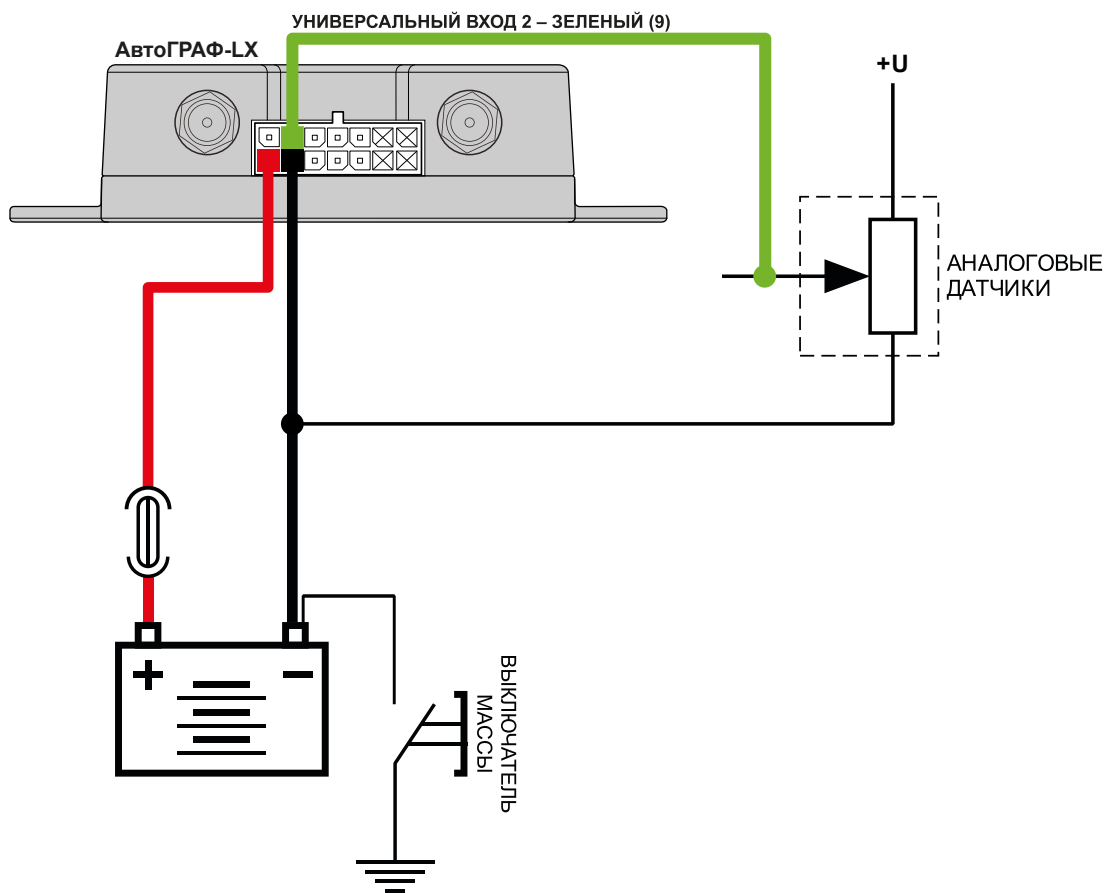 УНИВЕРСАЛЬНЫЙ ВХОД 2 – ЗЕЛЕНЫЙ (9)
АвтоГРАФ-LX
+U
АНАЛОГОВЫЕ
ДАТЧИКИ
+
–
ВЫКЛЮЧАТЕЛЬ
МАССЫ